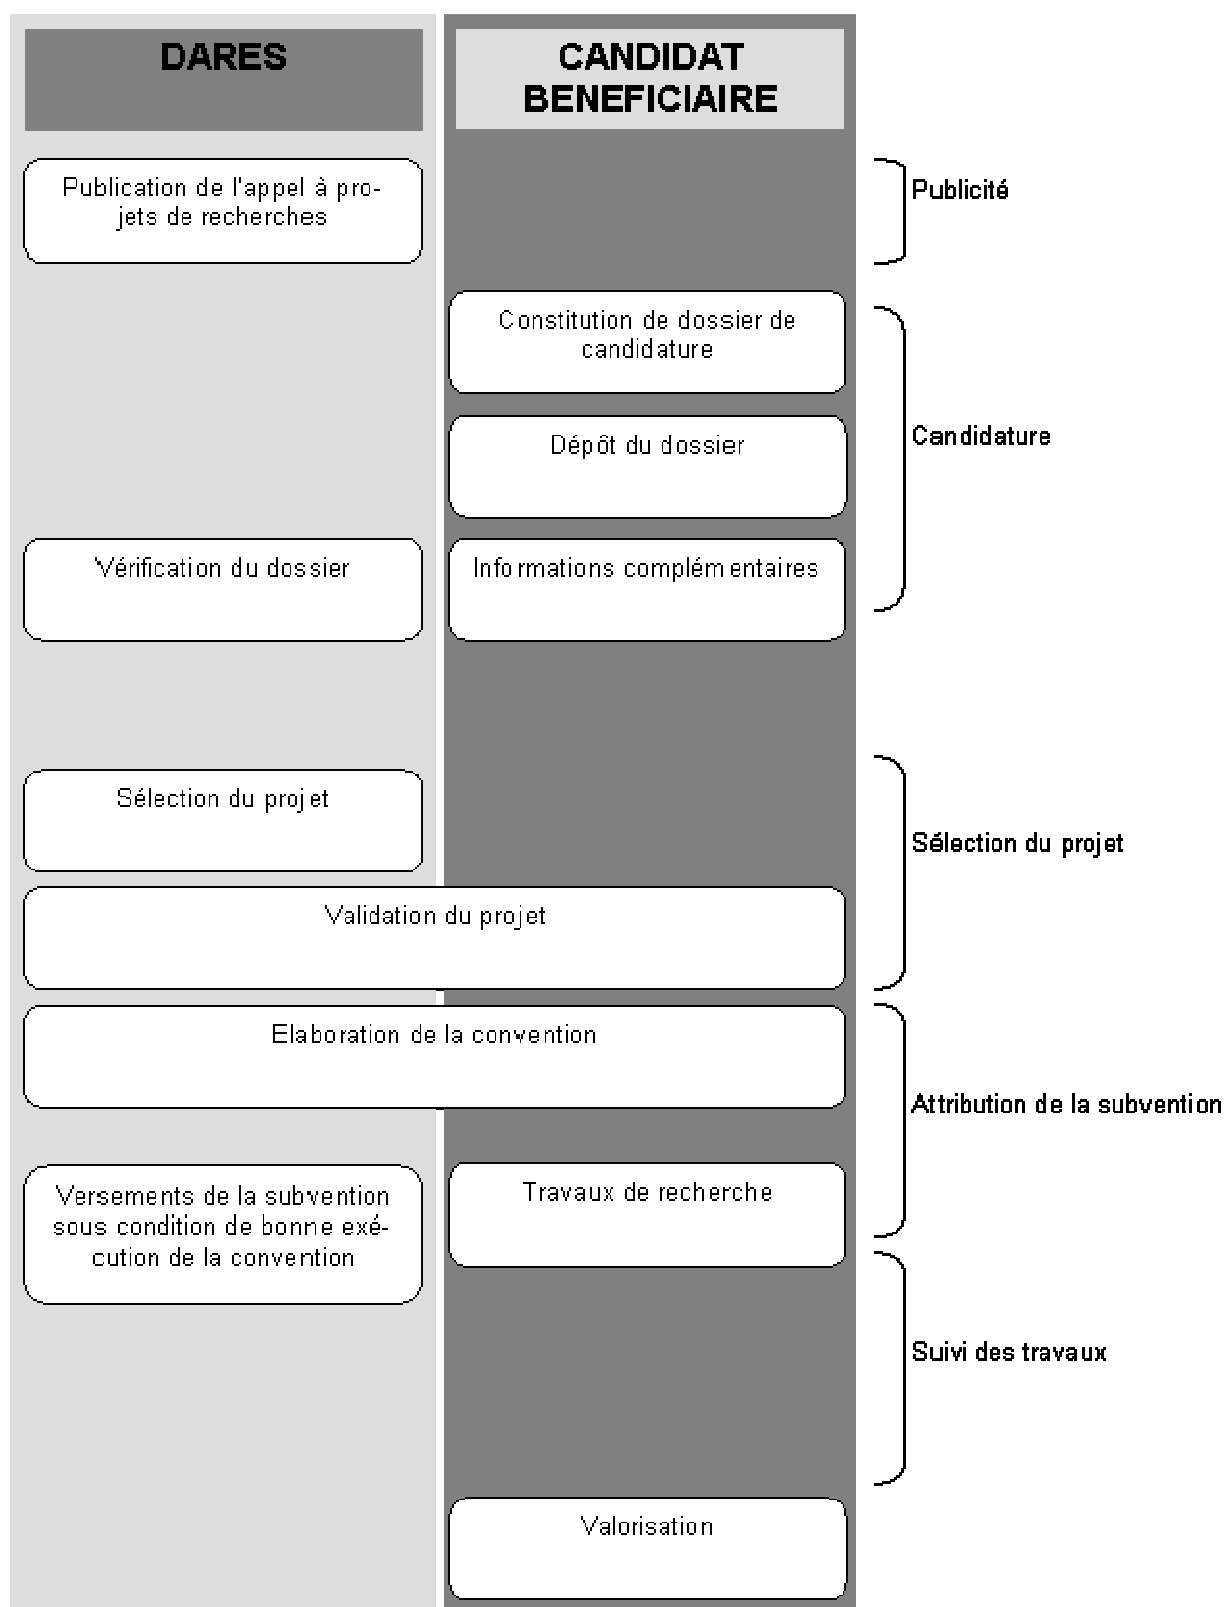 DARES
CANDIDAT
BENEFICIAIRE
Publication de l'appel à pro-
jets de recherches
Publicité
Constitution de dossier de
candidature
Dépôt du dossier
Candidature
Vérification du dossier
Informations complémentaires
Sélection du projet
Sélection du projet
Validation du projet
Elaboration de la convention
Attribution de la subvention
Versements de la subvention
sous condition de bonne exé-
cution de la convention
Travaux de recherche
Suivi des travaux
Valorisation